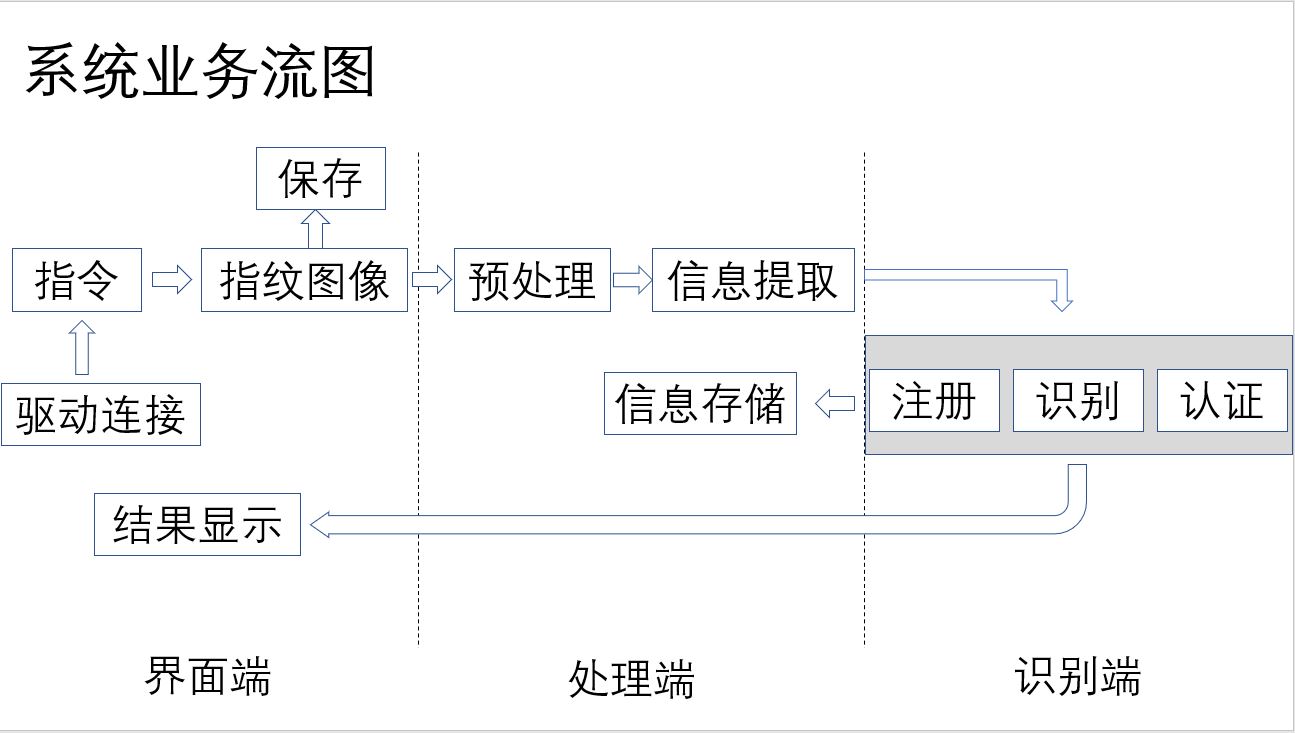 系统业务流图
保存
指令
指纹图像
预处理
信息提取
驱动连接
信息存储
注册
识别
认证
结果显示
界面端
处理端
识别端